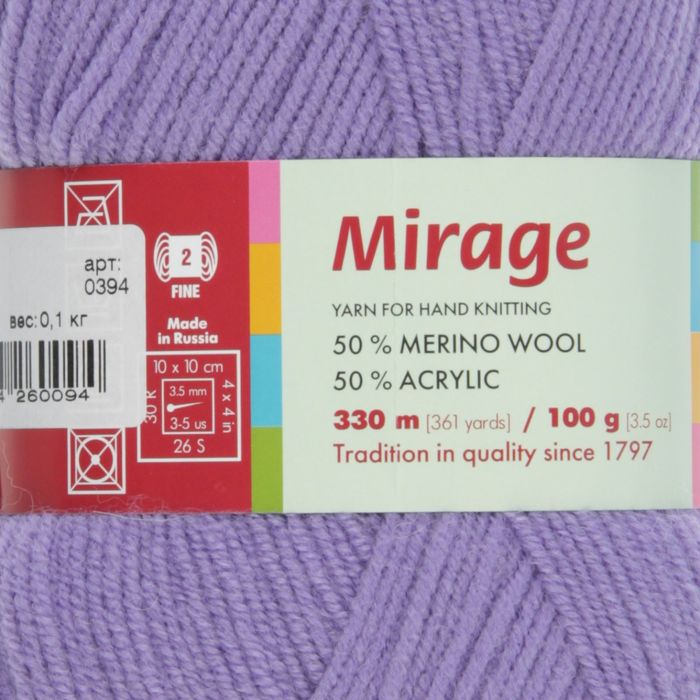 арт:
0394
вес:0,1 кг
260094
2
FINE
Made
in Russia
10 x 10 cm
30 R
3.5 mm
3-5 us
4 x 4 in
26 S
Mirage
YARN FOR HAND KNITTING
50 % MERINO WOOL
50 % ACRYLIC
330 m [361 yards] / 100 g [3.5 oz]
Tradition in quality since 1797